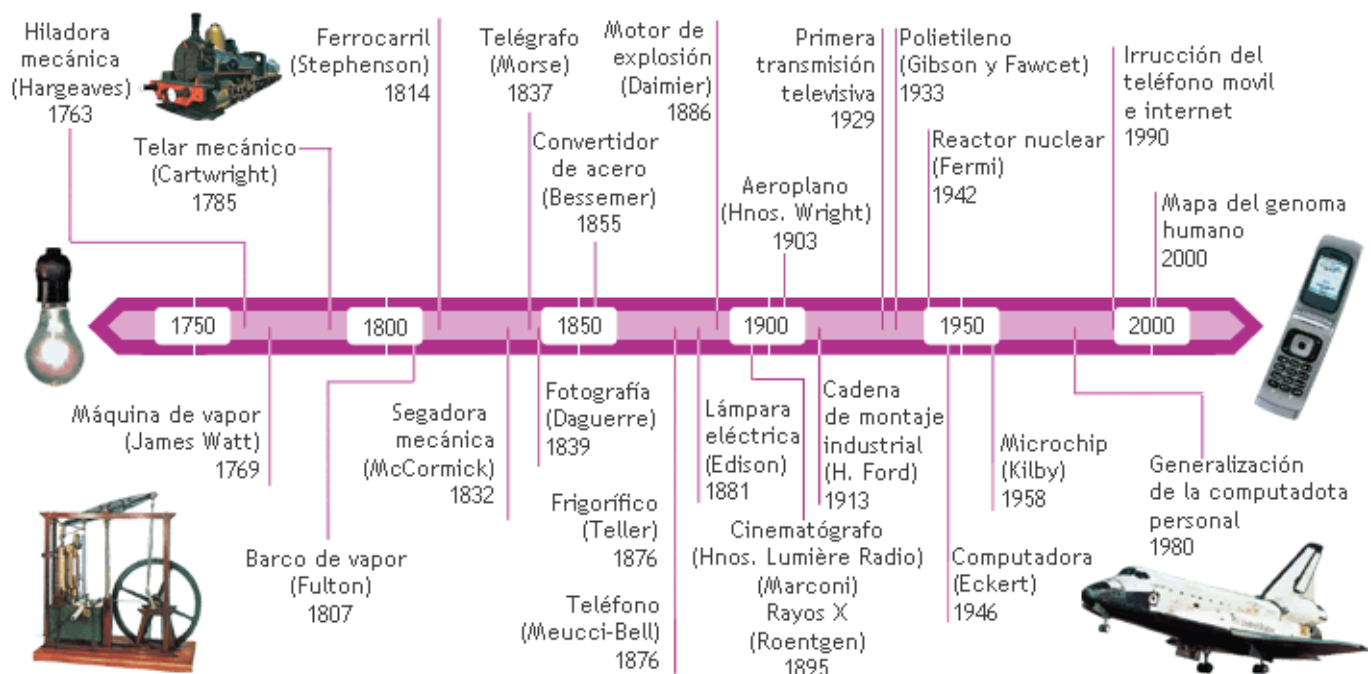 Hiladora
mecánica
(Hargeaves)
1763
Telar mecánico
(Cartwright)
1785
Ferrocarril
(Stephenson)
1814
Telégrafo
(Morse)
1837
Convertidor
de acero
(Bessemer)
1855
Motor de
explosión
(Daimier)
1886
Aeroplano
(Hnos. Wright)
1903
Primera
transmisión
televisiva
1929
Polietileno
(Gibson y Fawcet)
1933
Reactor nuclear
(Fermi)
1942
Irrucción del
teléfono movil
e internet
1990
Mapa del genoma
humano
2000
1750
1800
1850
1900
1950
2000
Máquina de vapor
(James Watt)
1769
Barco de vapor
(Fulton)
1807
Segadora
mecánica
(McCormick)
1832
Fotografía
(Daguerre)
1839
Frigorífico
(Teller)
1876
Teléfono
(Meucci-Bell)
1876
Lámpara
eléctrica
(Edison)
1881
Cinematógrafo
(Hnos. Lumière Radio)
(Marconi)
Rayos X
(Roentgen)
1895
Cadena
de montaje
industrial
(H. Ford)
1913
Computadora
(Eckert)
1946
Microchip
(Kilby)
1958
Generalización
de la computadota
personal
1980